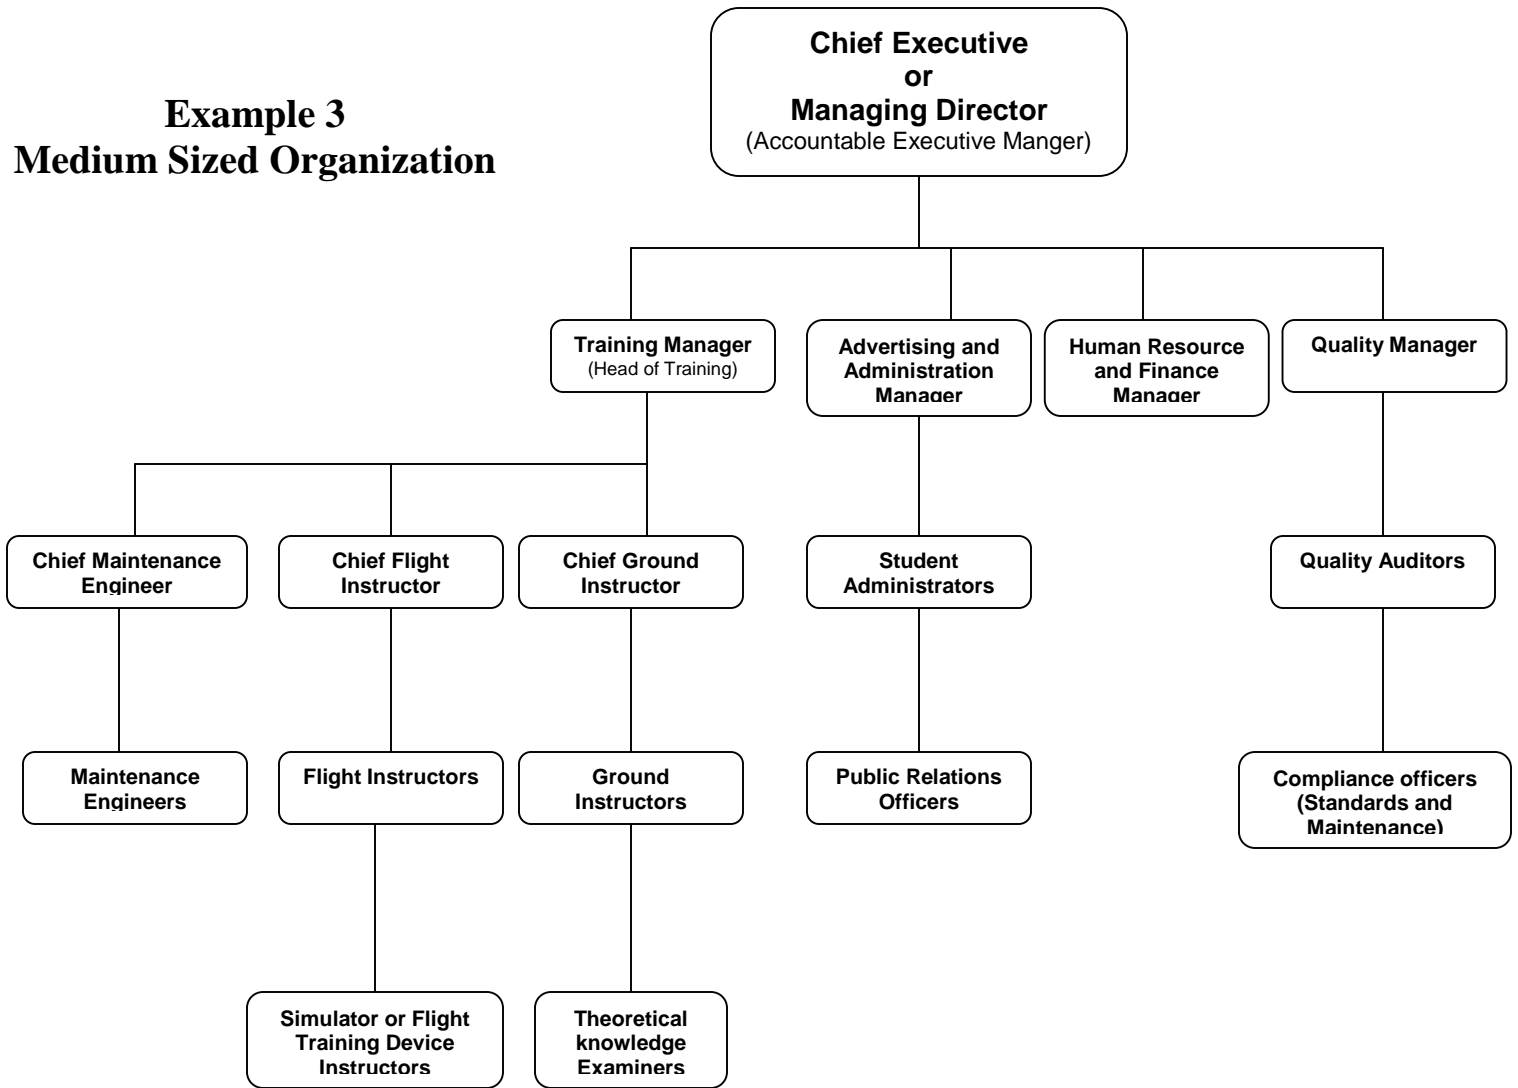 Example 3
Medium Sized Organization
Chief Executive
or
Managing Director
(Accountable Executive Manger)
Training Manager
(Head of Training)
Advertising and
Administration
Manager
Human Resource
and Finance
Manager
Quality Manager
Chief Maintenance
Engineer
Chief Flight
Instructor
Chief Ground
Instructor
Student
Administrators
Quality Auditors
Maintenance
Engineers
Flight Instructors
Ground
Instructors
Public Relations
Officers
Compliance officers
(Standards and
Maintenance)
Simulator or Flight
Training Device
Instructors
Theoretical
knowledge
Examiners